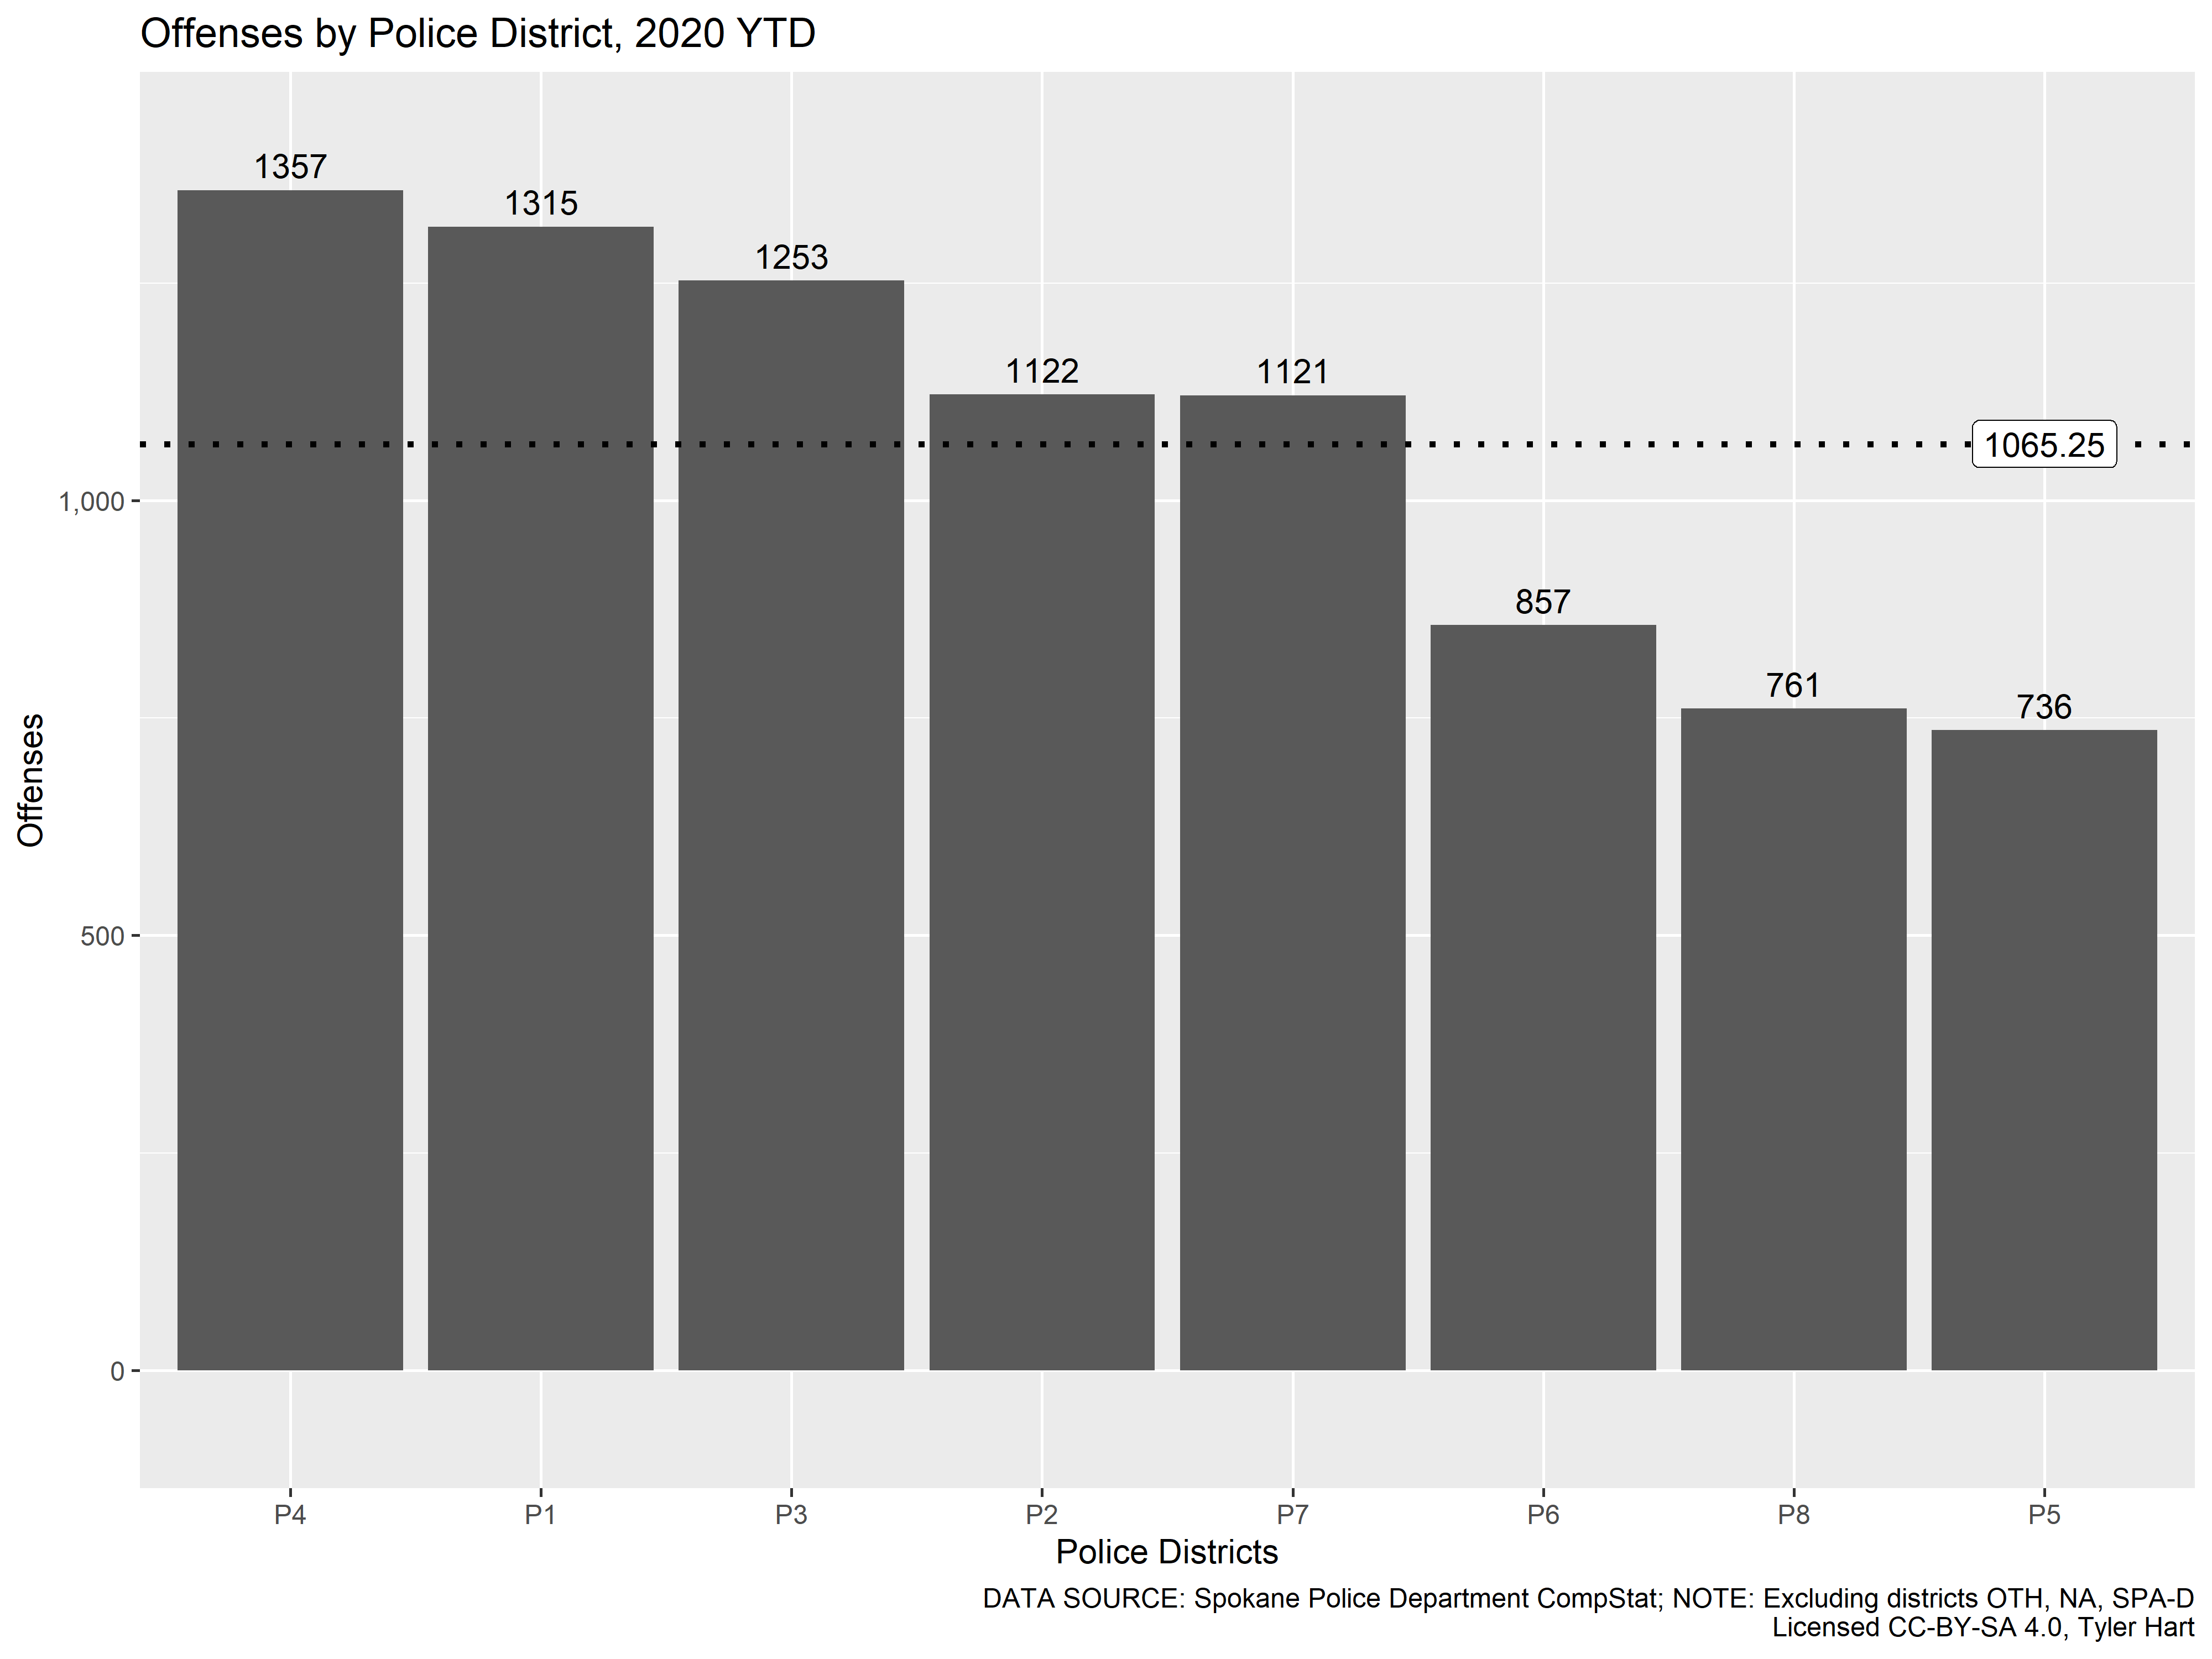 Offenses by Police District, 2020 YTD
1357
1315
1253
1122
1121
1065.25
1,000
857
761
736
500
0
Offenses
P4 P1 P3 P2 P7 P6 P8 P5
Police Districts
DATA SOURCE: Spokane Police Department CompStat; NOTE: Excluding districts OTH, NA, SPA-D
Licensed CC-BY-SA 4.0, Tyler Hart